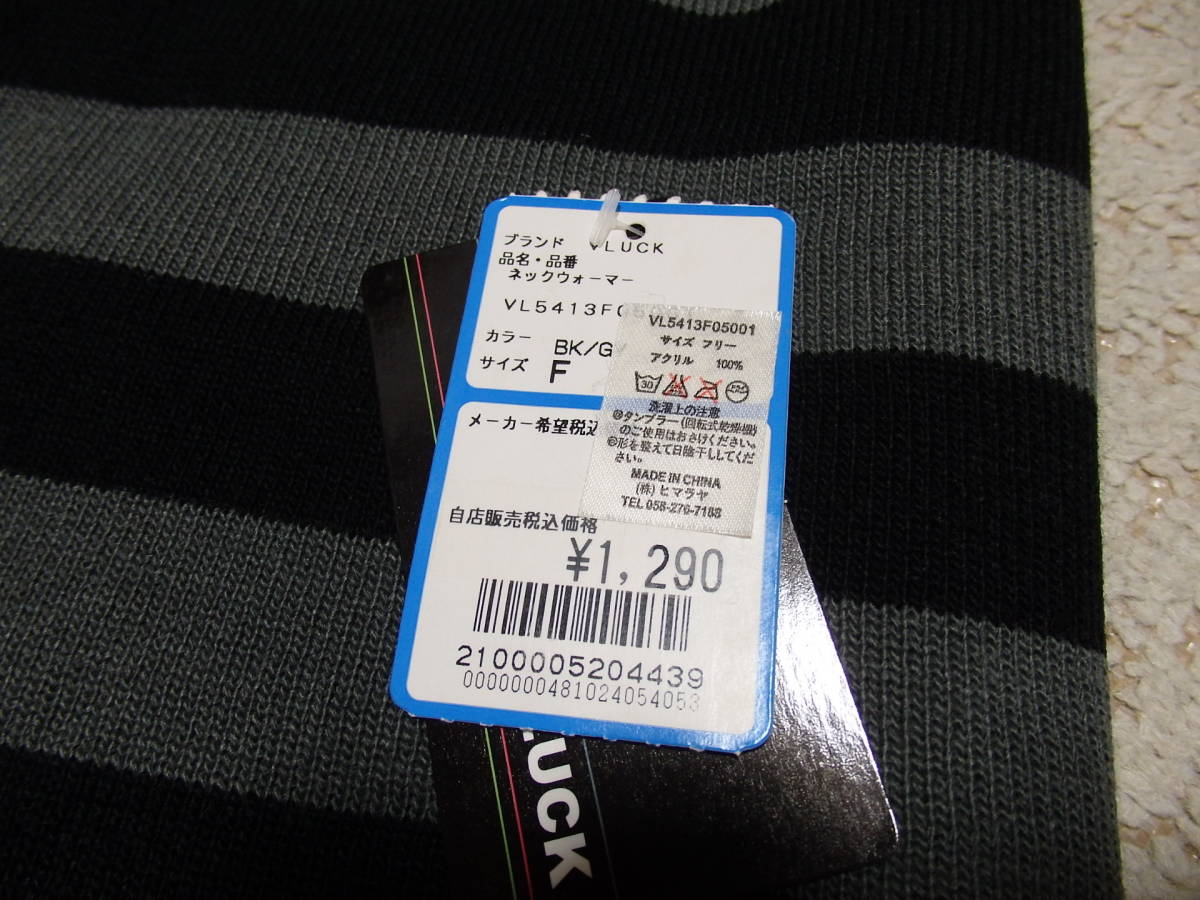 ブランド VLUCK
品名・品番
ネックウォーマー
VL5413F05001
カラー BK/G
サイズ F
メーカー希望税込
自店販売税込価格
¥1,290
2100005204439
0000000481024054053
VL5413F05001
サイズ フリー
アクリル 100%
30
洗濯上の注意
タンブラー(回転式乾燥機)
のご使用はおさけください。
形を整えて日陰干ししてくだ
さい。
MADE IN CHINA
(株)ヒマラヤ
TEL 058-276-7188
LUCK